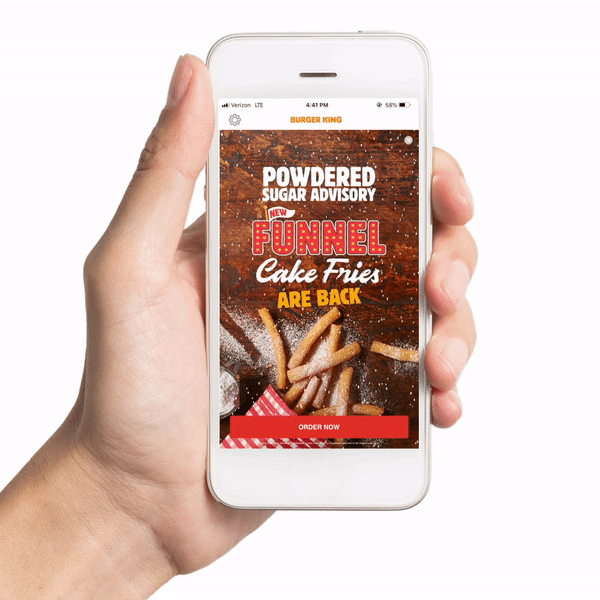 Verizon LTE 4:41 PM 58%
BURGER KING
POWDERED
SUGAR ADVISORY
NEW
FUNNEL
Cake Fries
ARE BACK
ORDER NOW